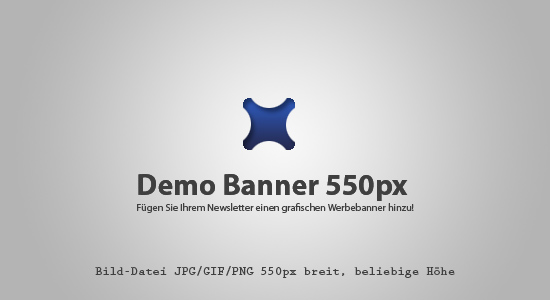 Demo Banner 550px
Fügen Sie Ihrem Newsletter einen grafischen Werbebanner hinzu!
Bild-Datei JPG/GIF/PNG 550px breit, beliebige Höhe